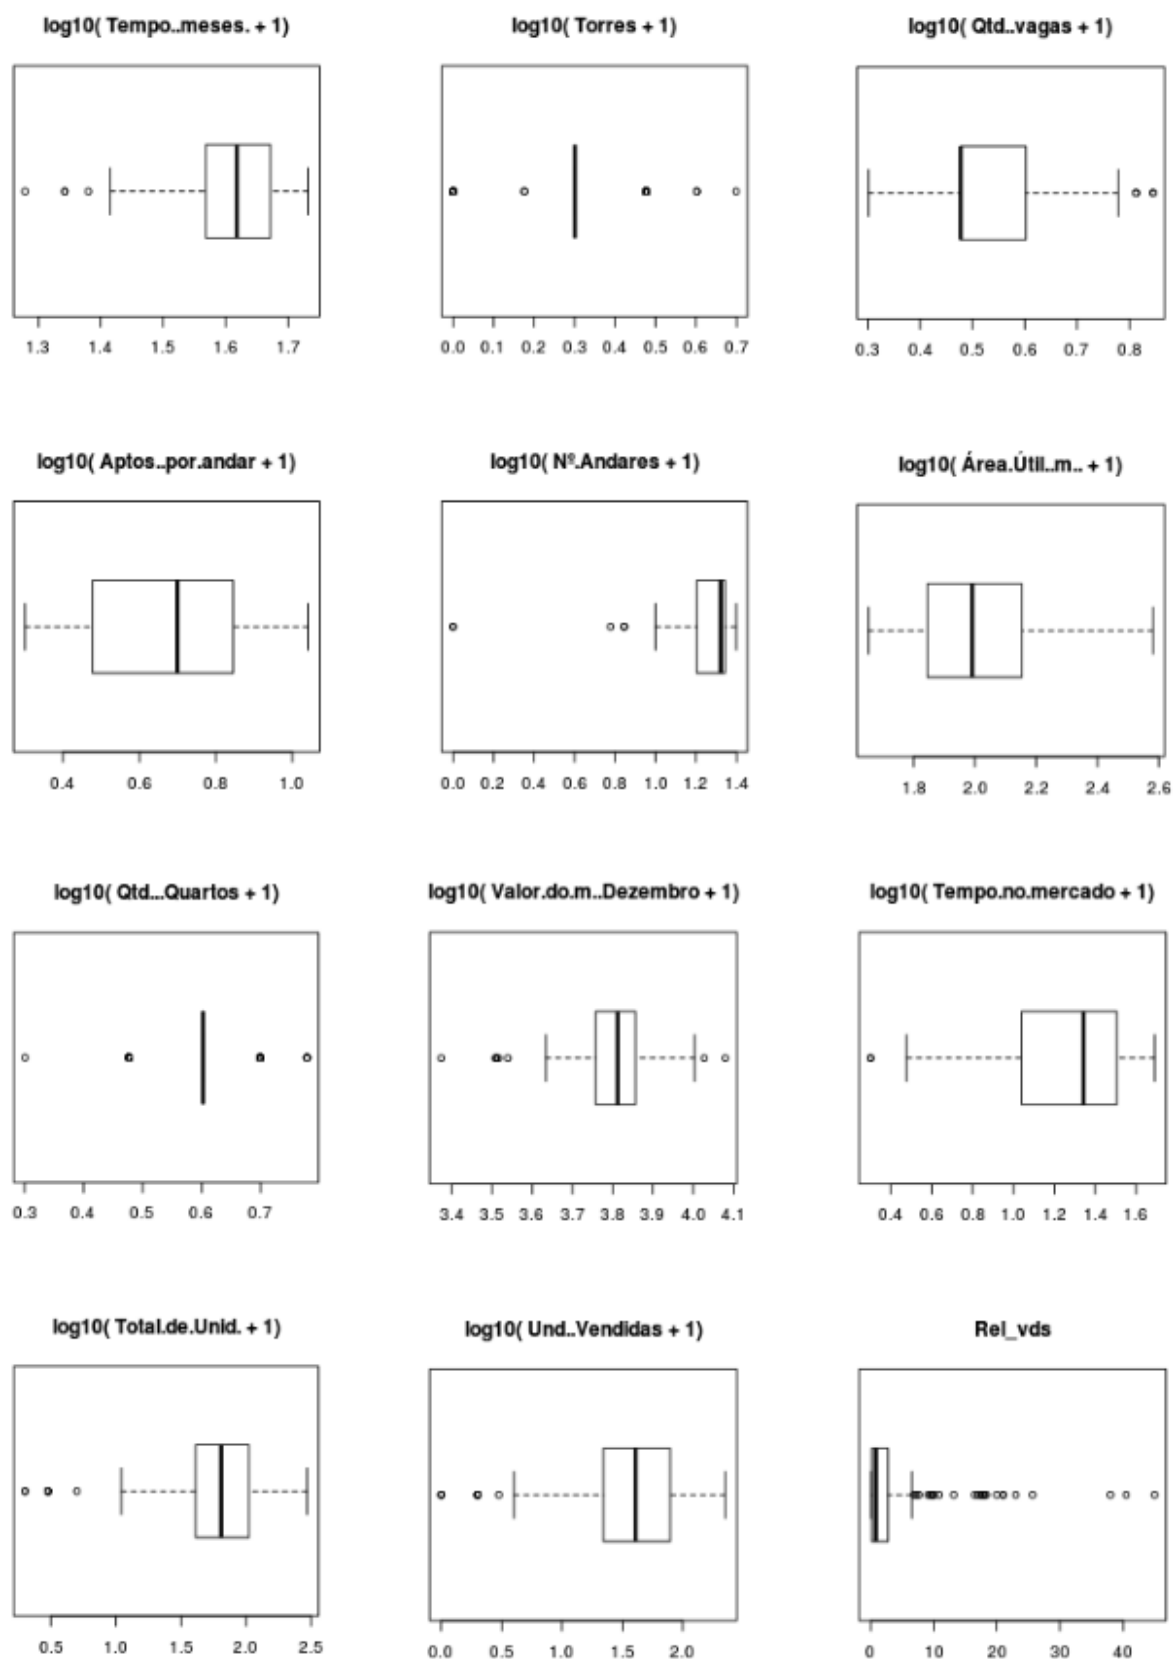 log10( Tempo..meses. + 1)
log10( Torres + 1)
log10( Qtd..vagas + 1)
1.3 1.4 1.5 1.6 1.7
0.0 0.1 0.2 0.3 0.4 0.5 0.6 0.7
0.3 0.4 0.5 0.6 0.7 0.8
log10( Aptos..por.andar + 1)
log10( Nº.Andares + 1)
log10( Área.Útil..m.. + 1)
0.4 0.6 0.8 1.0
0.0 0.2 0.4 0.6 0.8 1.0 1.2 1.4
1.8 2.0 2.2 2.4 2.6
log10( Qtd...Quartos + 1)
log10( Valor.do.m..Dezembro + 1)
log10( Tempo.no.mercado + 1)
0.3 0.4 0.5 0.6 0.7
3.4 3.5 3.6 3.7 3.8 3.9 4.0 4.1
0.4 0.6 0.8 1.0 1.2 1.4 1.6
log10( Total.de.Unid. + 1)
log10( Und..Vendidas + 1)
Rel_vds
0.5 1.0 1.5 2.0 2.5
0.0 0.5 1.0 1.5 2.0
0 10 20 30 40